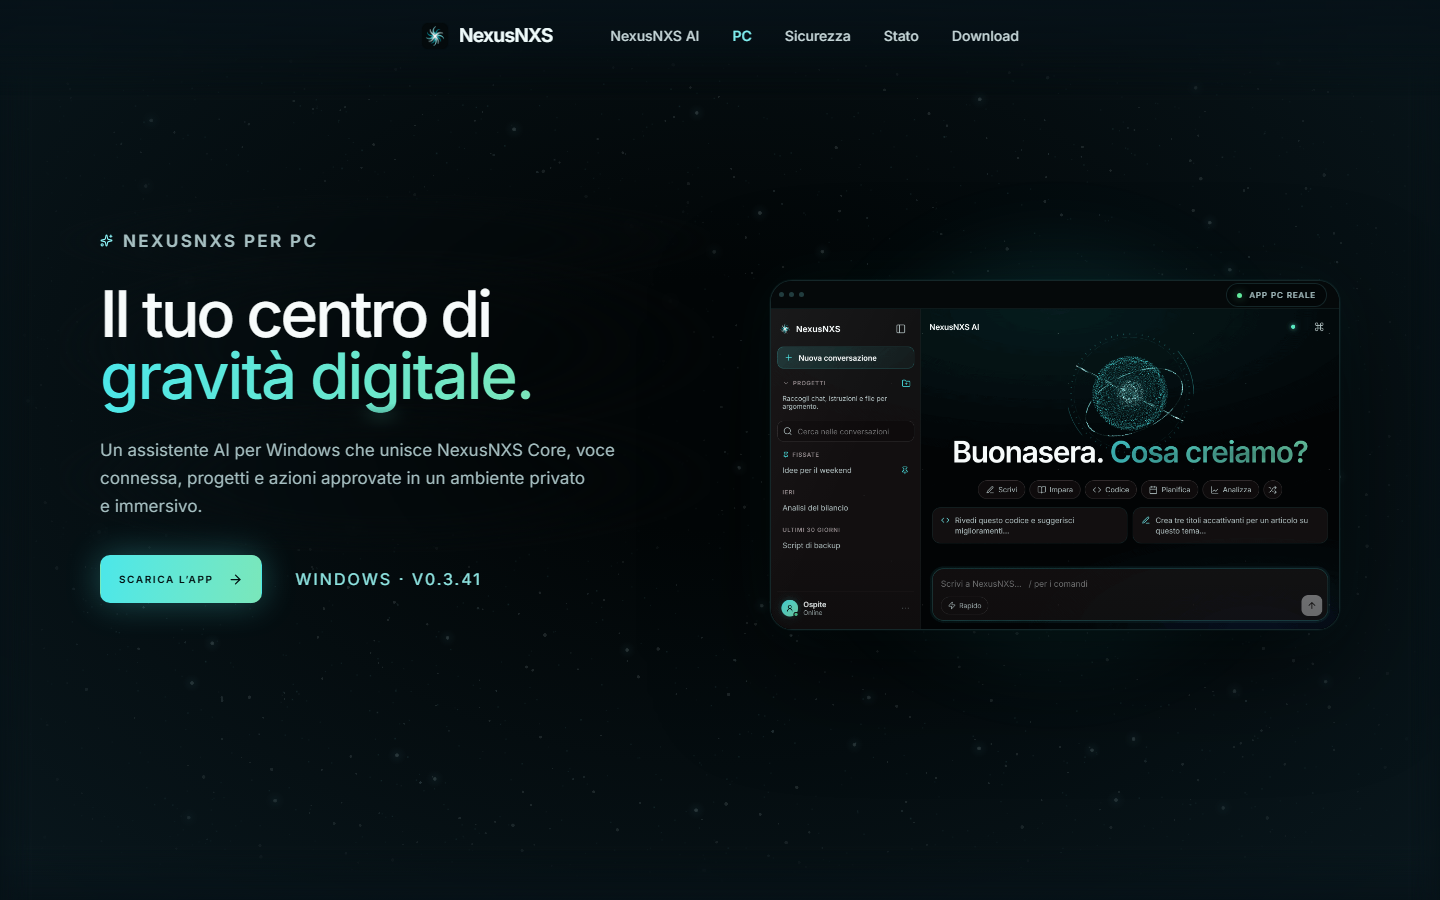 NexusNXS
NexusNXS AI
PC
Sicurezza
Stato
Download
NEXUSNXS PER PC
Il tuo centro di
gravità digitale.
Un assistente AI per Windows che unisce NexusNXS Core, voce
connessa, progetti e azioni approvate in un ambiente privato
e immersivo.
SCARICA L'APP
WINDOWS · V0.3.41
APP PC REALE
NexusNXS
Nuova conversazione
PROGETTI
Raccogli chat, istruzioni e file per
argomento.
Cerca nelle conversazioni
FISSATE
Idee per il weekend
IERI
Analisi del bilancio
ULTIMI 30 GIORNI
Script di backup
Ospite
Online
NexusNXS AI
Buonasera. Cosa creiamo?
Scrivi
Impara
Codice
Pianifica
Analizza
Rivedi questo codice e suggerisci
miglioramenti...
Crea tre titoli accattivanti per un articolo su
questo tema...
Scrivi a NexusNXS... / per i comandi
Rapido